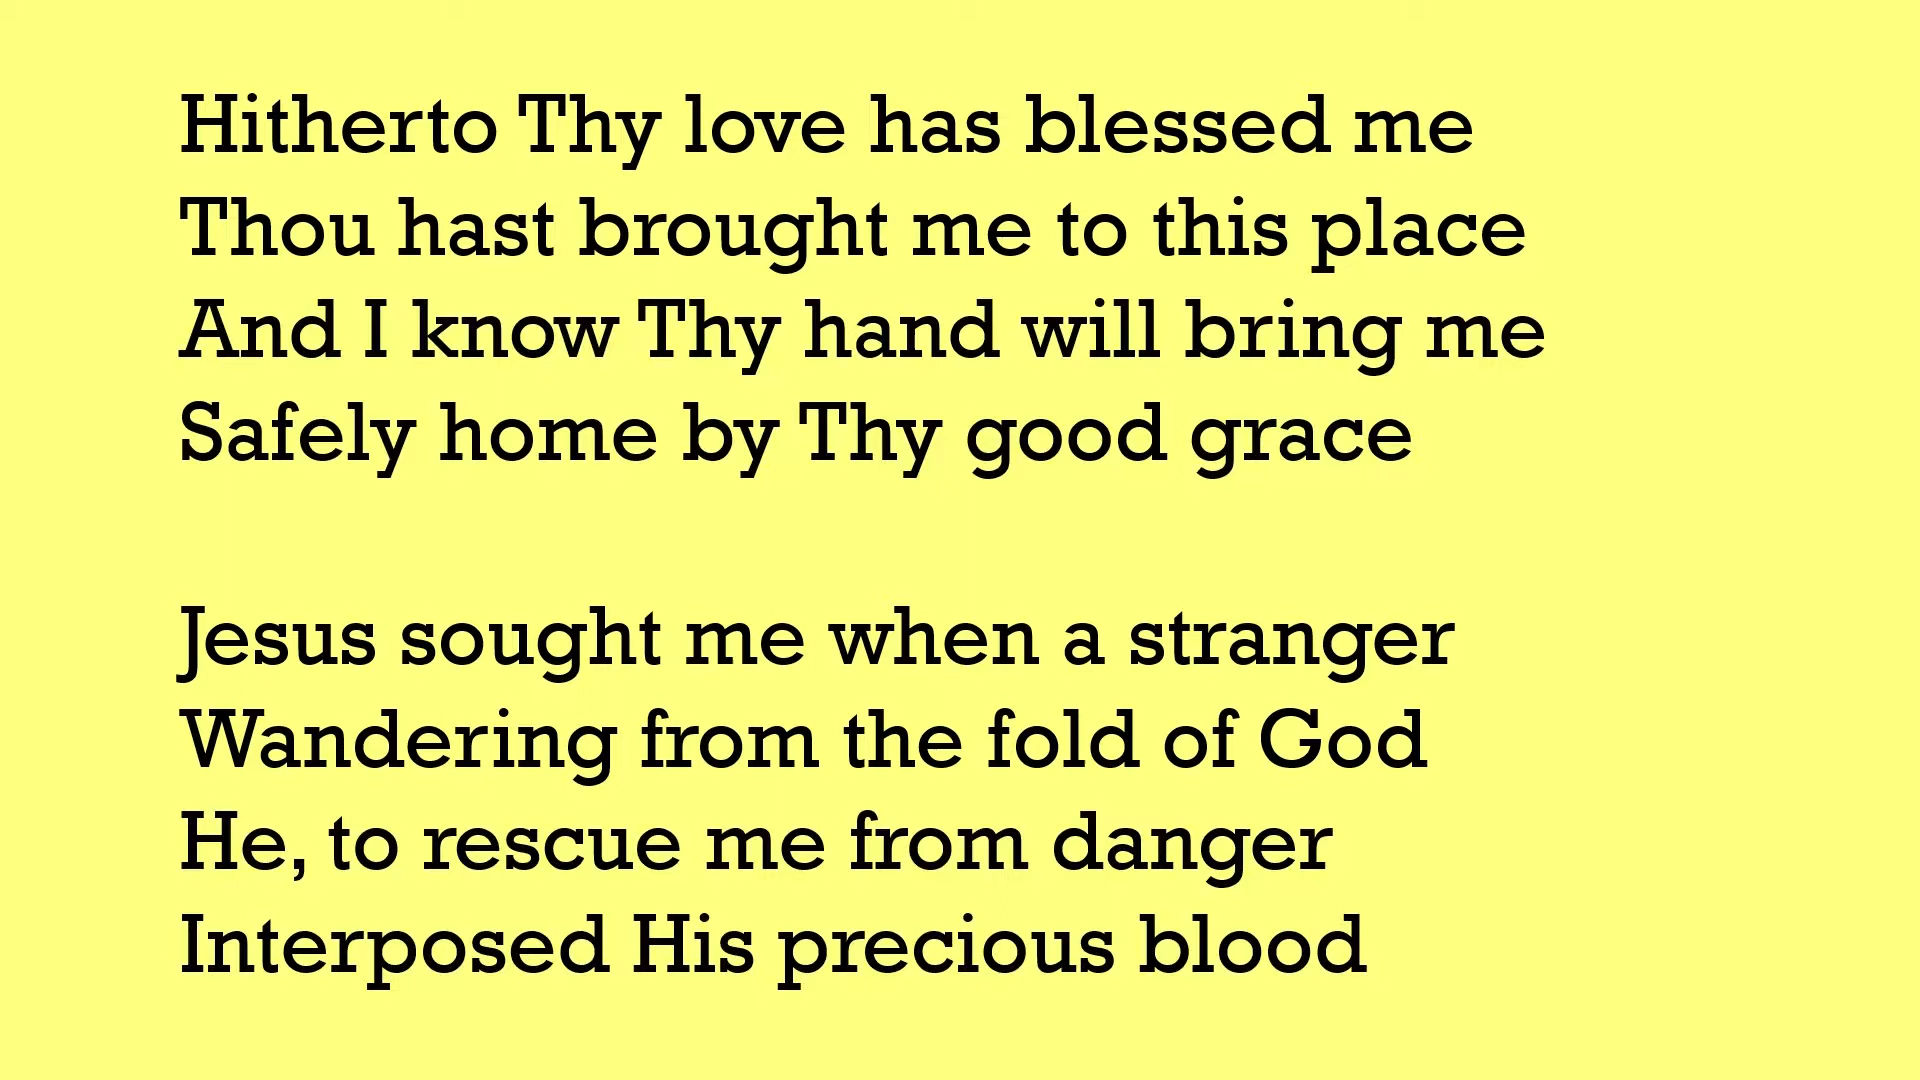 Hitherto Thy love has blessed me
Thou hast brought me to this place
And I know Thy hand will bring me
Safely home by Thy good grace
Jesus sought me when a stranger
Wandering from the fold of God
He, to rescue me from danger
Interposed His precious blood